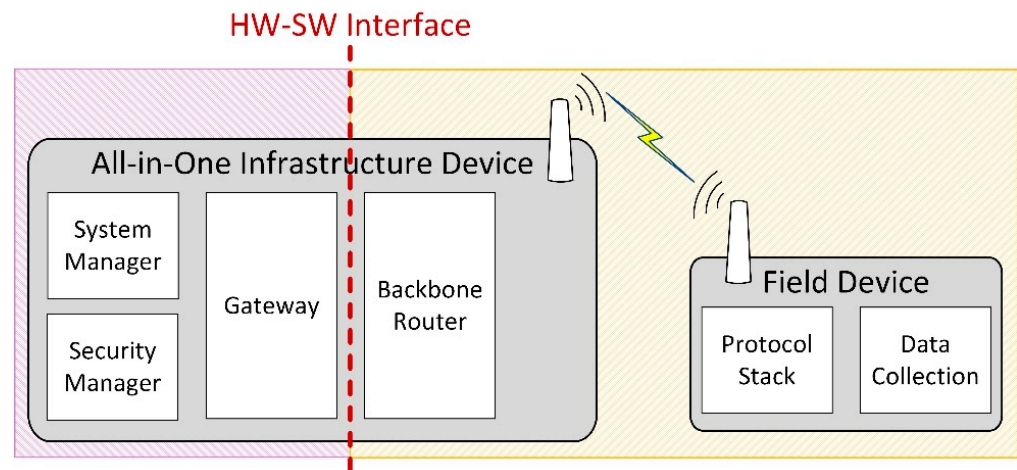 HW-SW Interface
All-in-One Infrastructure Device
System
Manager
Security
Manager
Gateway
Backbone
Router
Field Device
Protocol
Stack
Data
Collection